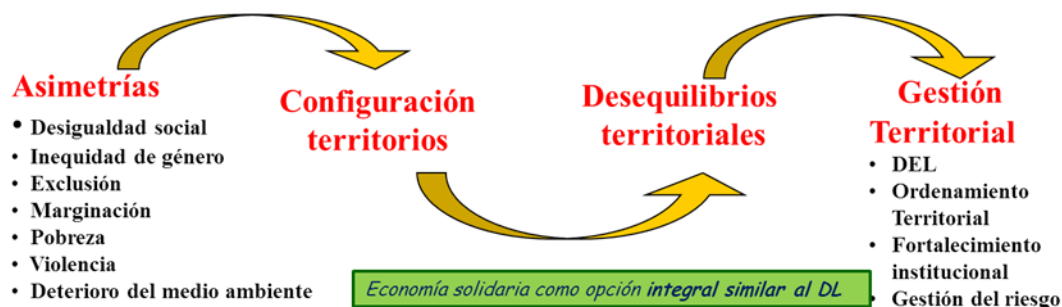 Asimetrías
• Desigualdad social
• Inequidad de género
• Exclusión
• Marginación
• Pobreza
• Violencia
• Deterioro del medio ambiente
Configuración
territorios
Desequilibrios
territoriales
Gestión
Territorial
• DEL
• Ordenamiento
Territorial
• Fortalecimiento
institucional
• Gestión del riesgo
Economía solidaria como opción integral similar al DL